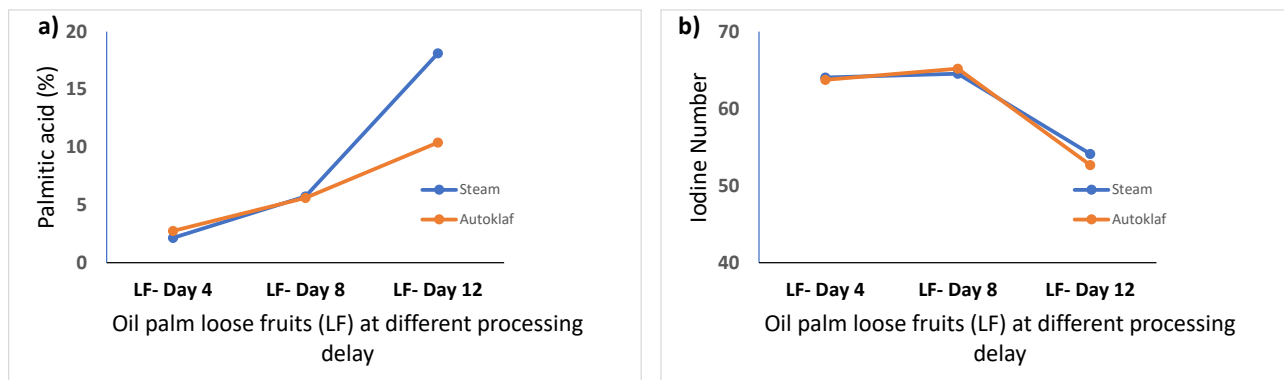 a)
Palmitic acid (%)
20
15
10
5
0
Steam
Autoklaf
LF- Day 4 LF- Day 8 LF- Day 12
Oil palm loose fruits (LF) at different processing
delay
b)
Iodine Number
70
60
50
40
Steam
Autoklaf
LF- Day 4 LF- Day 8 LF- Day 12
Oil palm loose fruits (LF) at different processing
delay